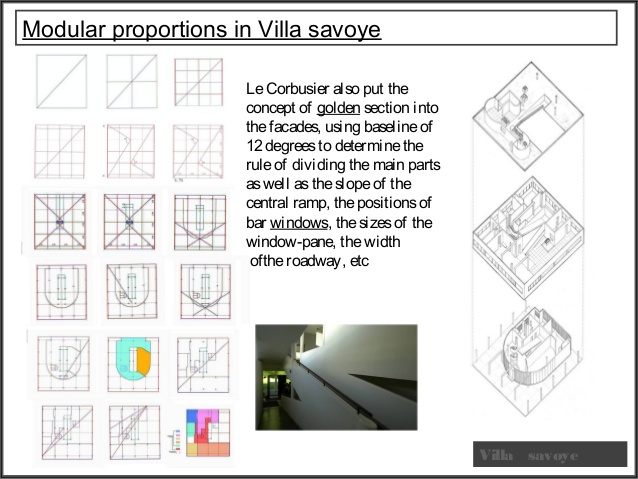 Modular proportions in Villa savoye
Le Corbusier also put the
concept of golden section into
the facades, using baseline of
12 degrees to determine the
rule of dividing the main parts
as well as the slope of the
central ramp, the positions of
bar windows, the sizes of the
window-pane, the width
ofthe roadway, etc
Villa savoye